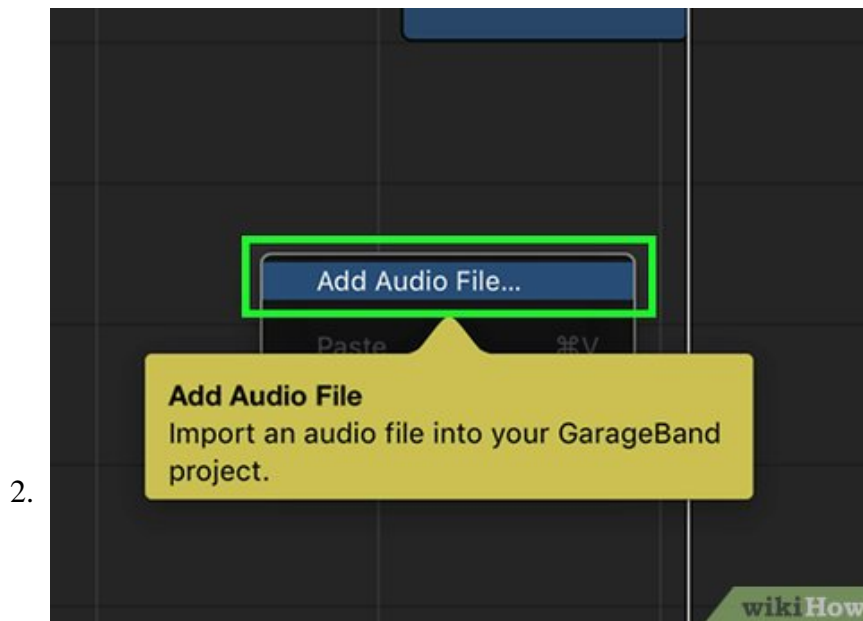 Add Audio File...
Paste ⌘V
Add Audio File
Import an audio file into your GarageBand
project.
2.
wikiHow